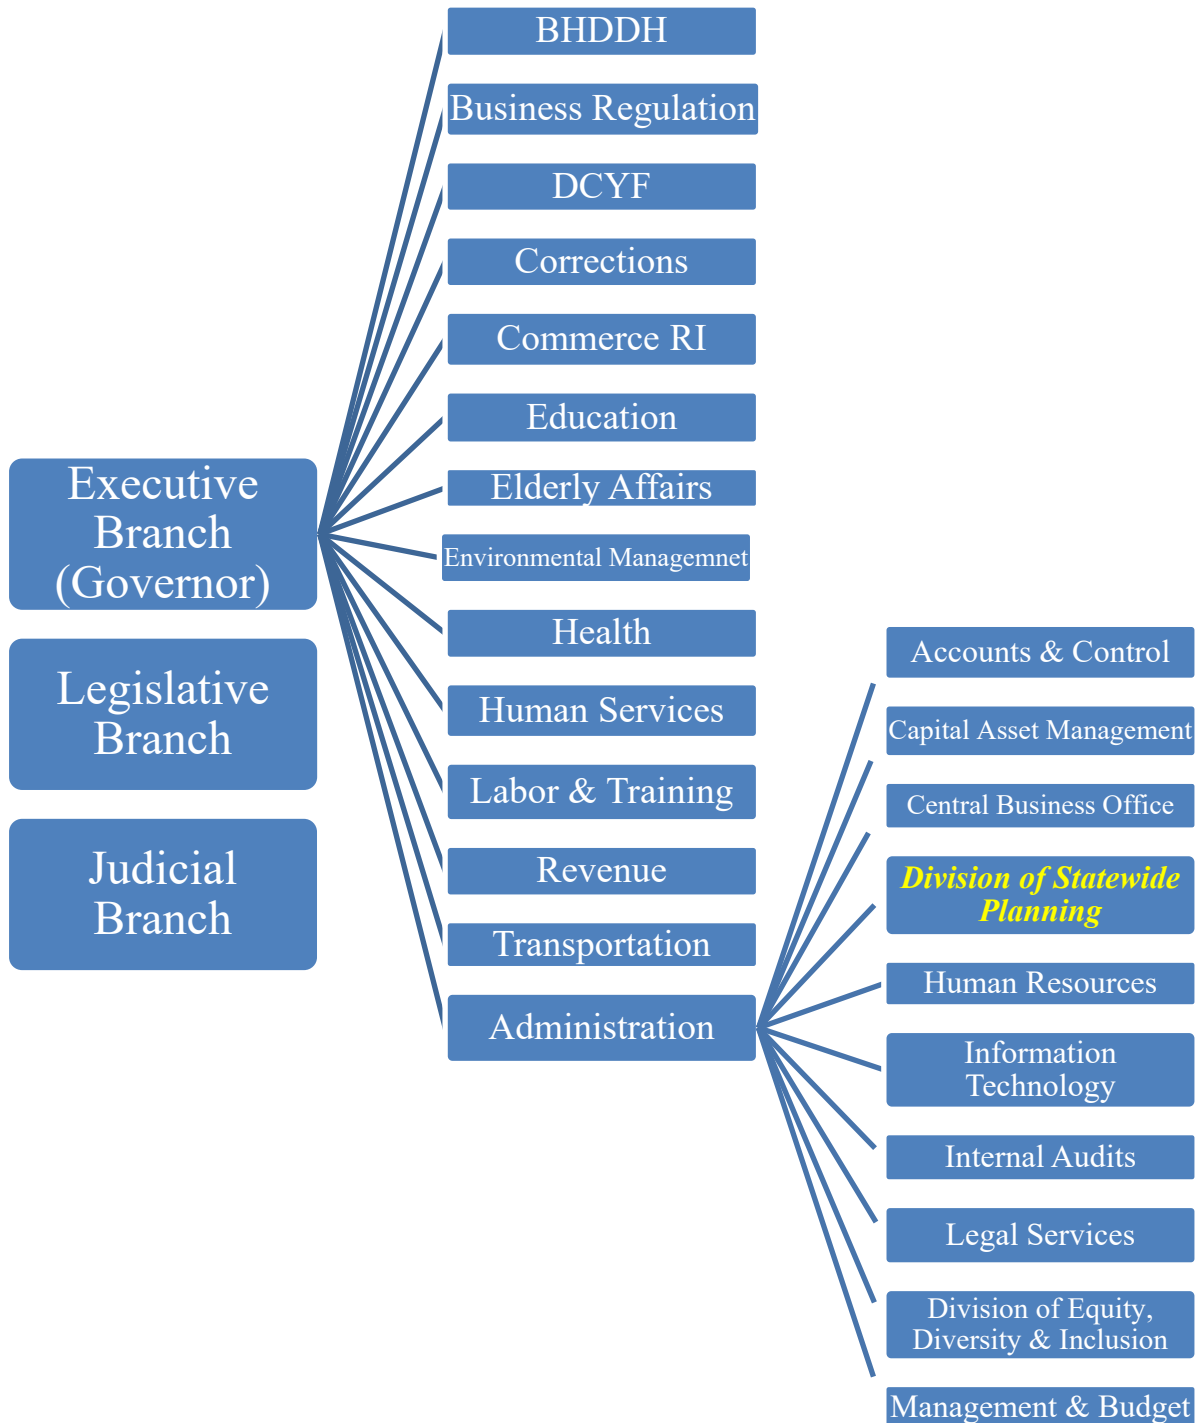 Executive
Branch
(Governor)
Legislative
Branch
Judicial
Branch
BHDDH
Business Regulation
DCYF
Corrections
Commerce RI
Education
Elderly Affairs
Environmental Managemnet
Health
Human Services
Labor & Training
Revenue
Transportation
Administration
Accounts & Control
Capital Asset Management
Central Business Office
Division of Statewide
Planning
Human Resources
Information
Technology
Internal Audits
Legal Services
Division of Equity,
Diversity & Inclusion
Management & Budget